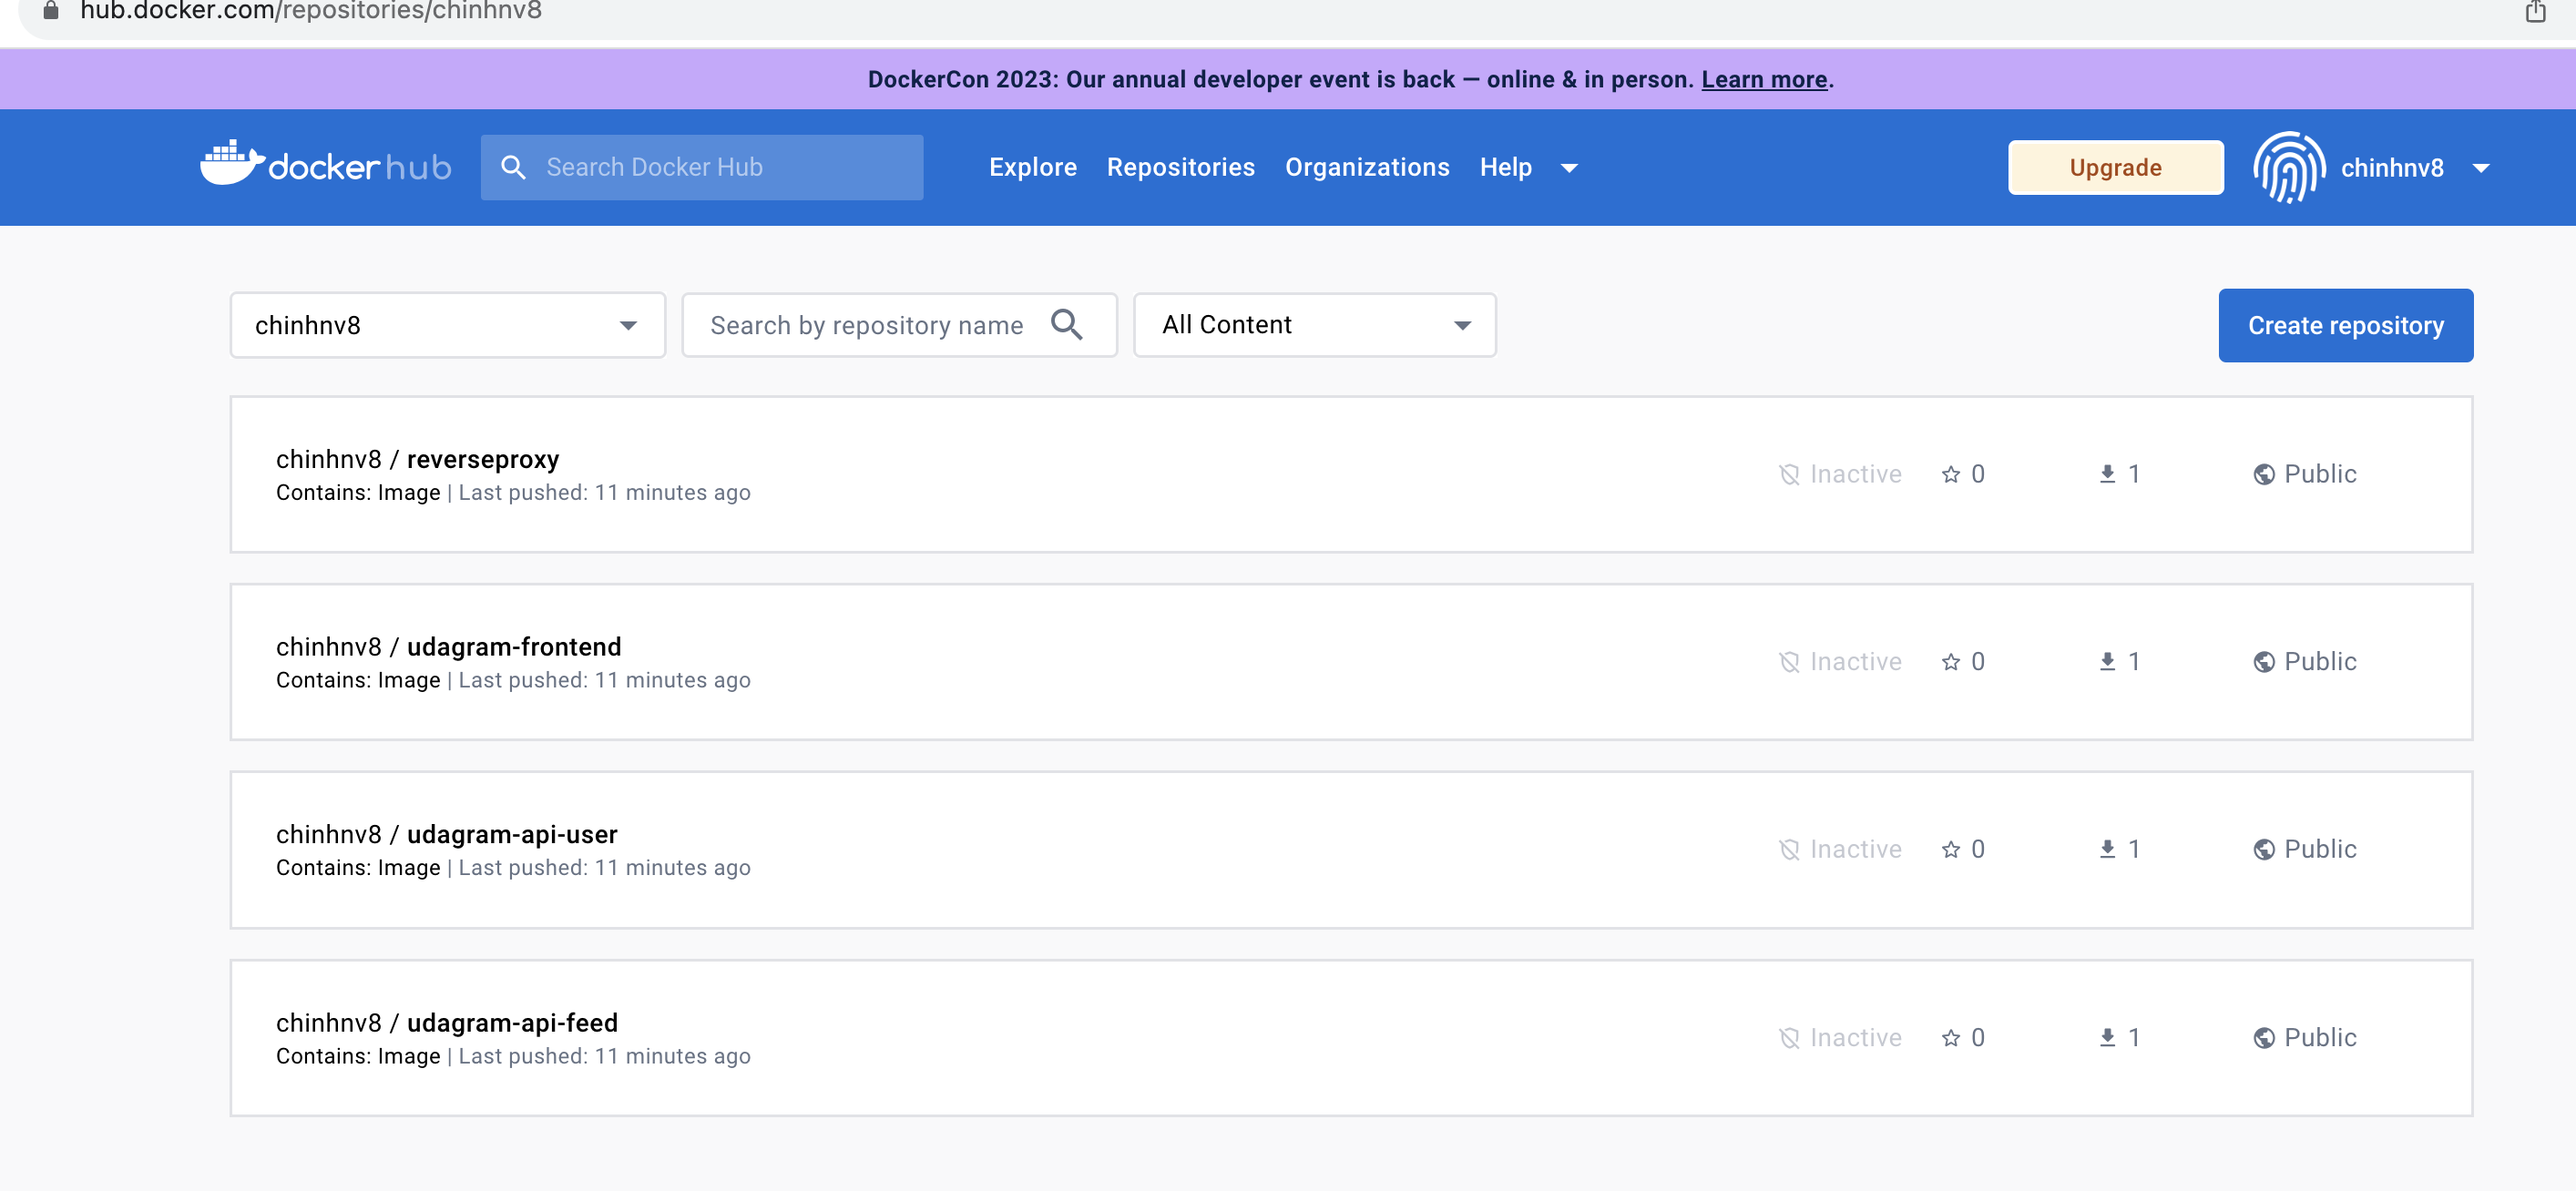 hub.docker.com/repositories/chinhnv8
DockerCon 2023: Our annual developer event is back — online & in person. Learn more.
docker hub Search Docker Hub Explore Repositories Organizations Help Upgrade chinhnv8
chinhnv8 Search by repository name All Content Create repository
chinhnv8 / reverseproxy
Contains: Image | Last pushed: 11 minutes ago
Inactive 0 1 Public
chinhnv8 / udagram-frontend
Contains: Image | Last pushed: 11 minutes ago
Inactive 0 1 Public
chinhnv8 / udagram-api-user
Contains: Image | Last pushed: 11 minutes ago
Inactive 0 1 Public
chinhnv8 / udagram-api-feed
Contains: Image | Last pushed: 11 minutes ago
Inactive 0 1 Public